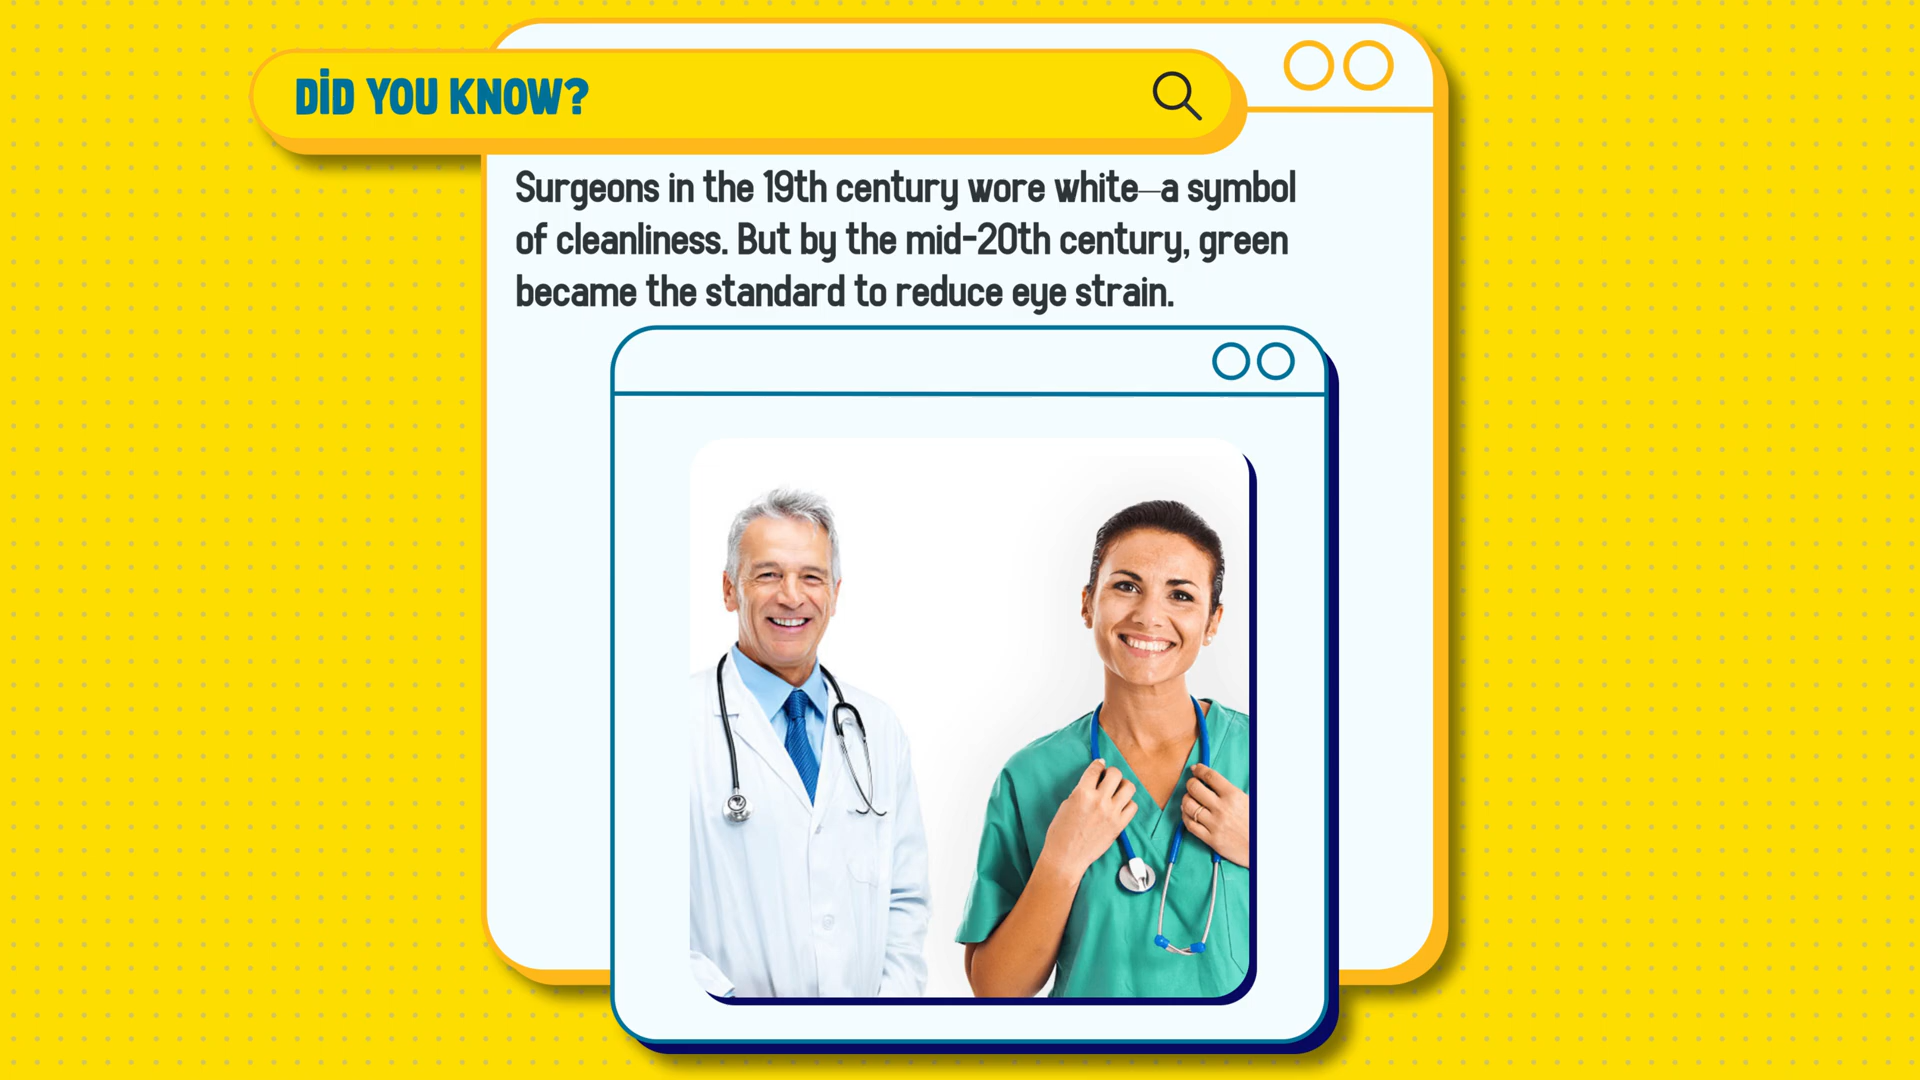 DID YOU KNOW?
Surgeons in the 19th century wore white—a symbol
of cleanliness. But by the mid-20th century, green
became the standard to reduce eye strain.